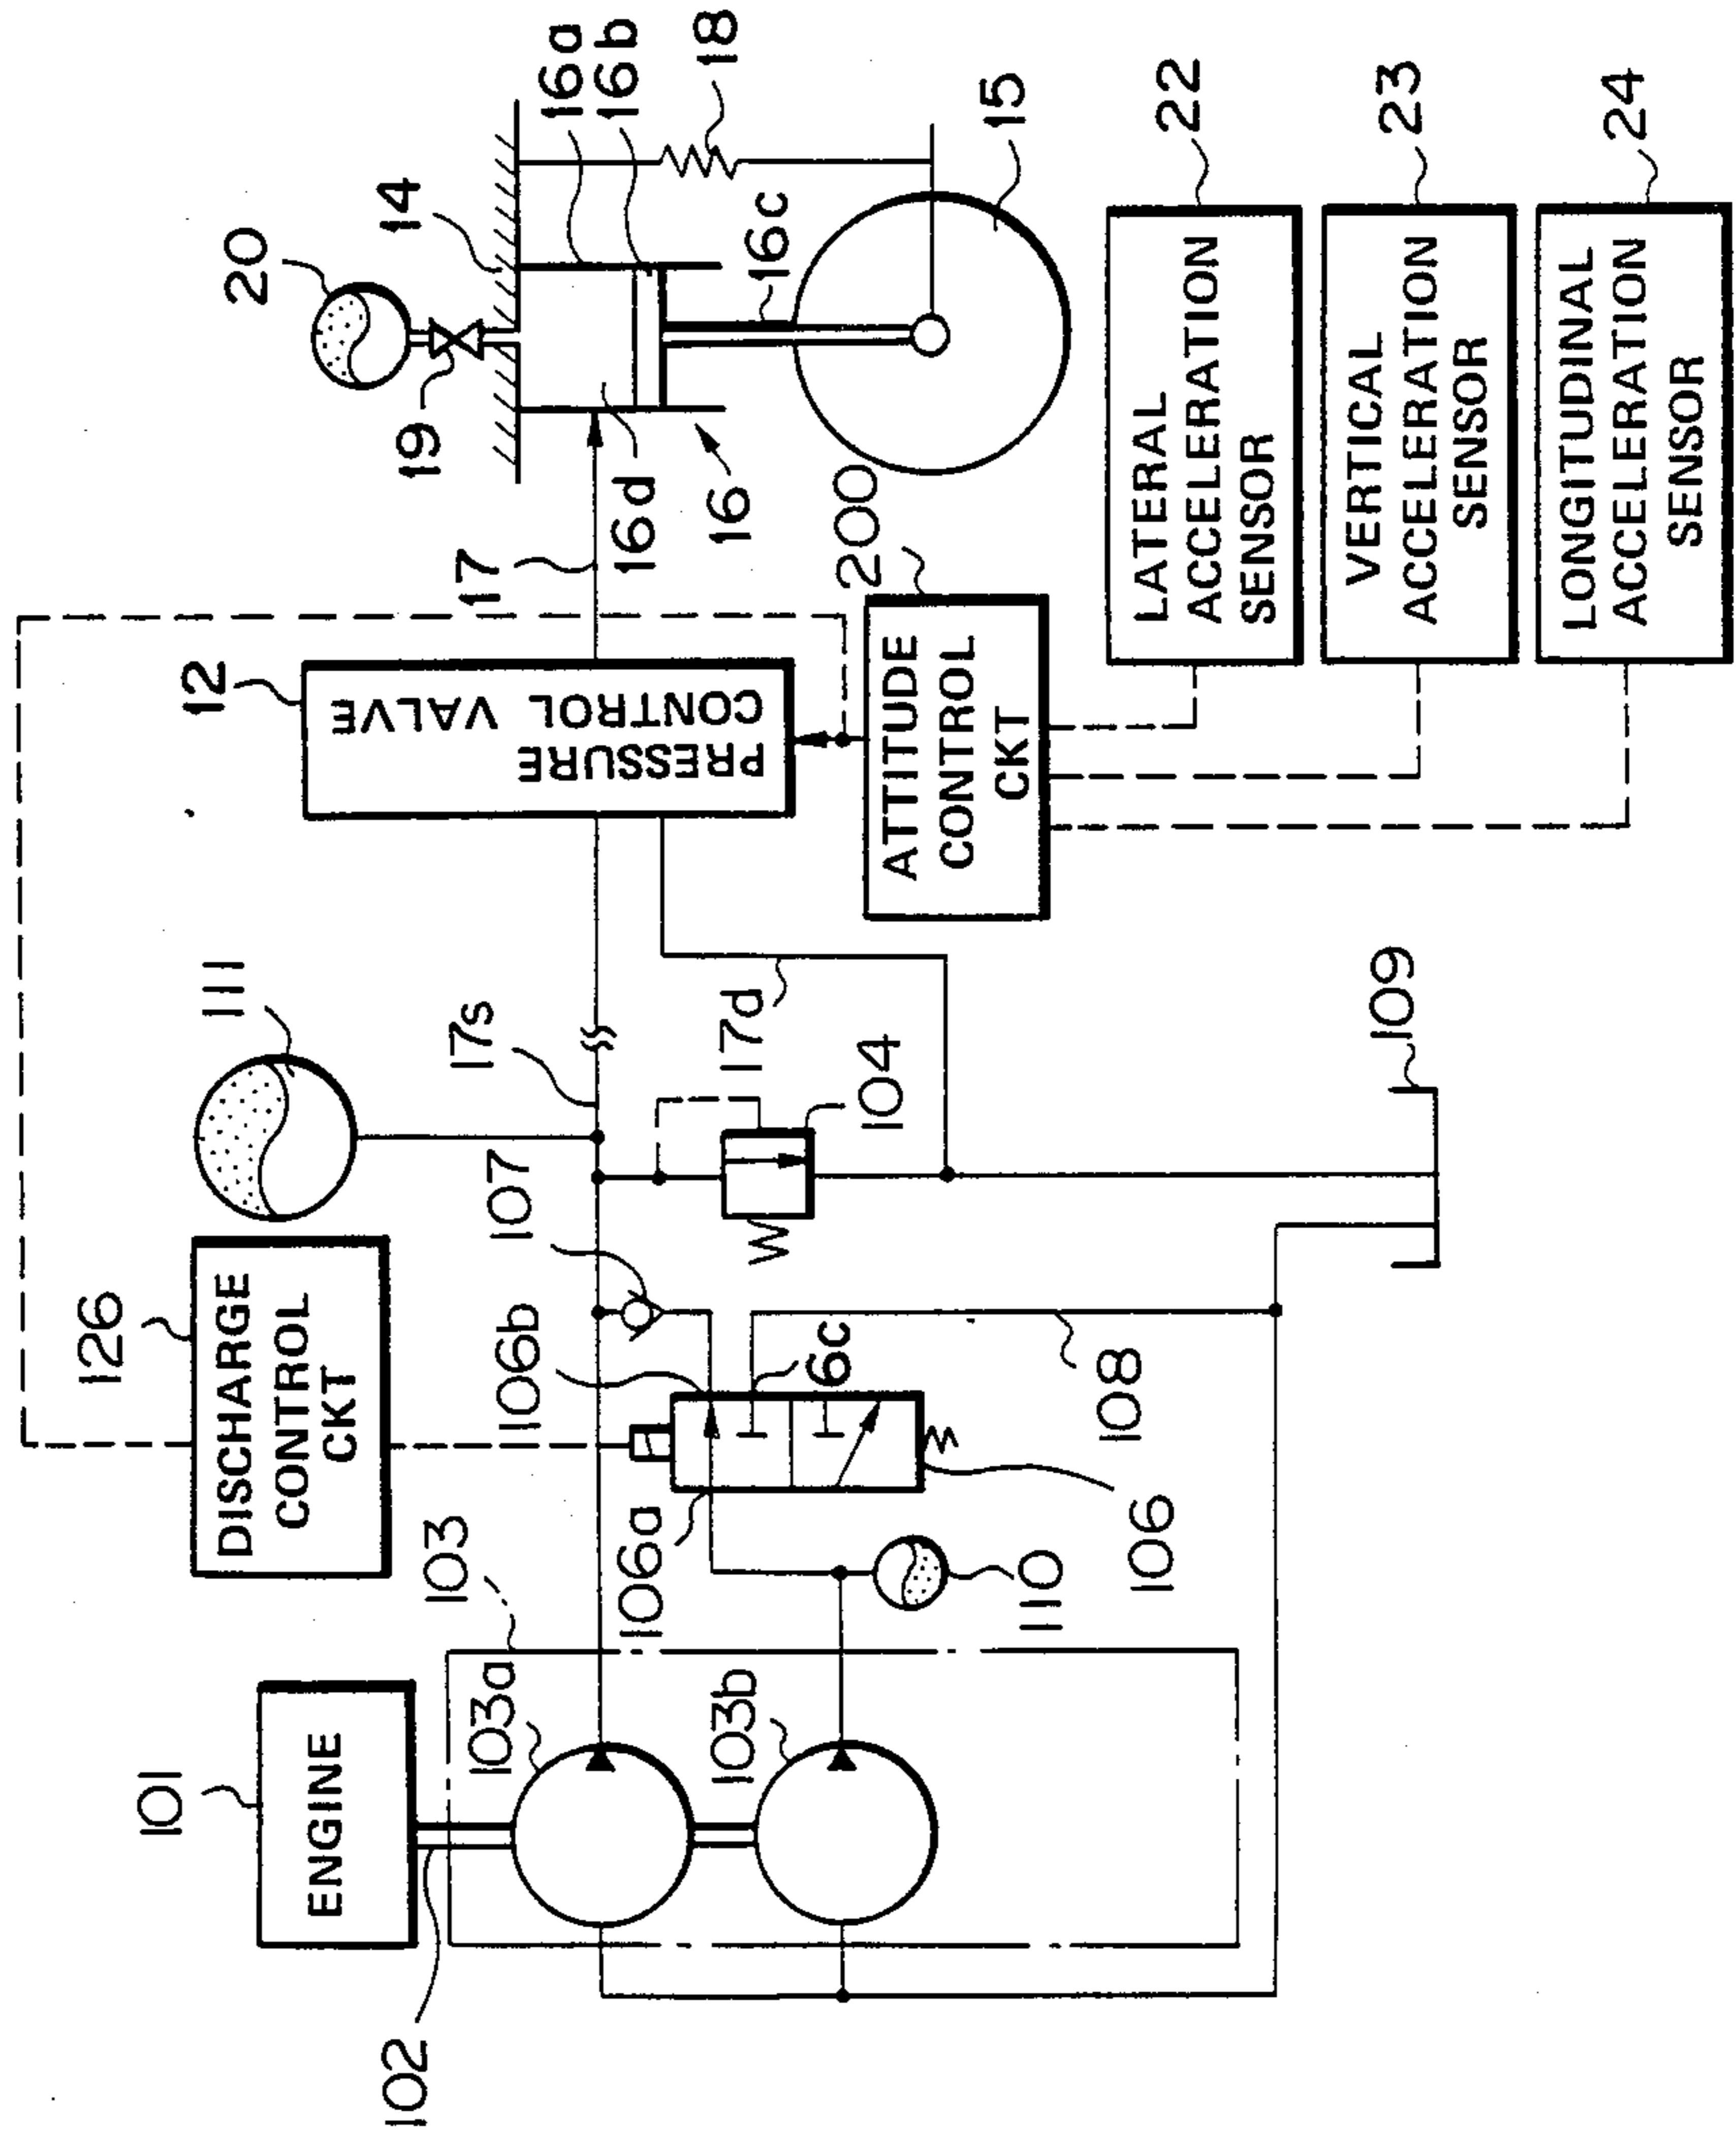 20
14
16a
16b
18
19
16c
15
17
16d
16
12
PRESSURE
CONTROL VALVE
200
ATTITUDE
CONTROL
CKT
LATERAL
ACCELERATION
SENSOR
22
VERTICAL
ACCELERATION
SENSOR
23
LONGITUDINAL
ACCELERATION
SENSOR
24
111
17s
17d
104
109
107
126
DISCHARGE
CONTROL
CKT
106b
6c
108
106a
106
110
103
101
ENGINE
103a
103b
102